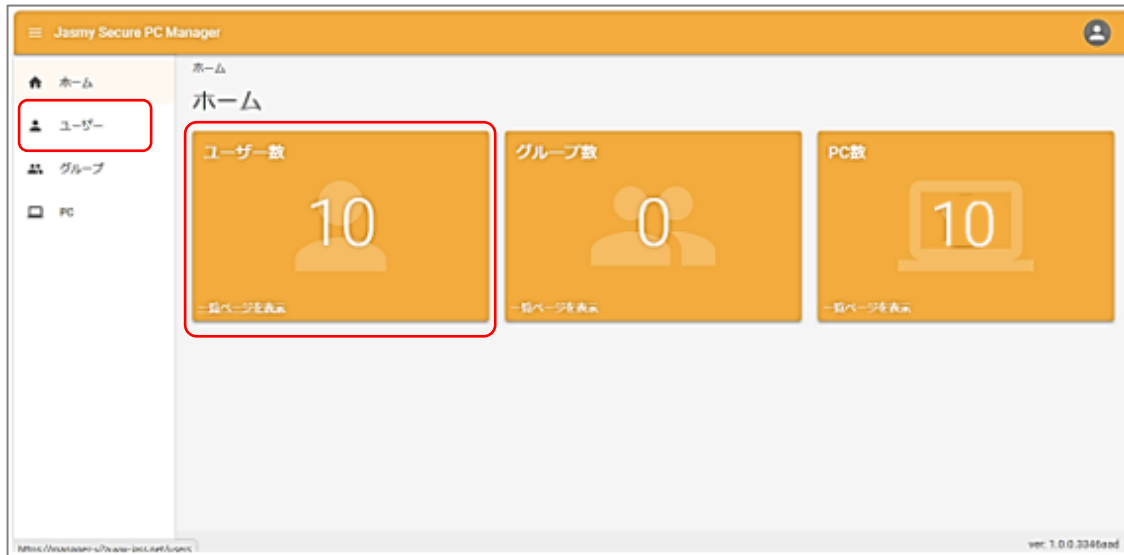 Jasmy Secure PC Manager
ホーム
ユーザー
グループ
PC
ホーム
ホーム
ユーザー数
10
一覧ページを表示
グループ数
0
一覧ページを表示
PC数
10
一覧ページを表示
ver. 1.0.0.3346aad